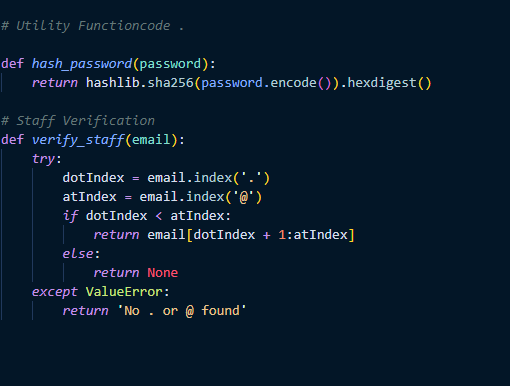 # Utility Functioncode .
def hash_password(password):
    return hashlib.sha256(password.encode()).hexdigest()
# Staff Verification
def verify_staff(email):
    try:
        dotIndex = email.index('.')
        atIndex = email.index('@')
        if dotIndex < atIndex:
            return email[dotIndex + 1:atIndex]
        else:
            return None
    except ValueError:
        return 'No . or @ found'